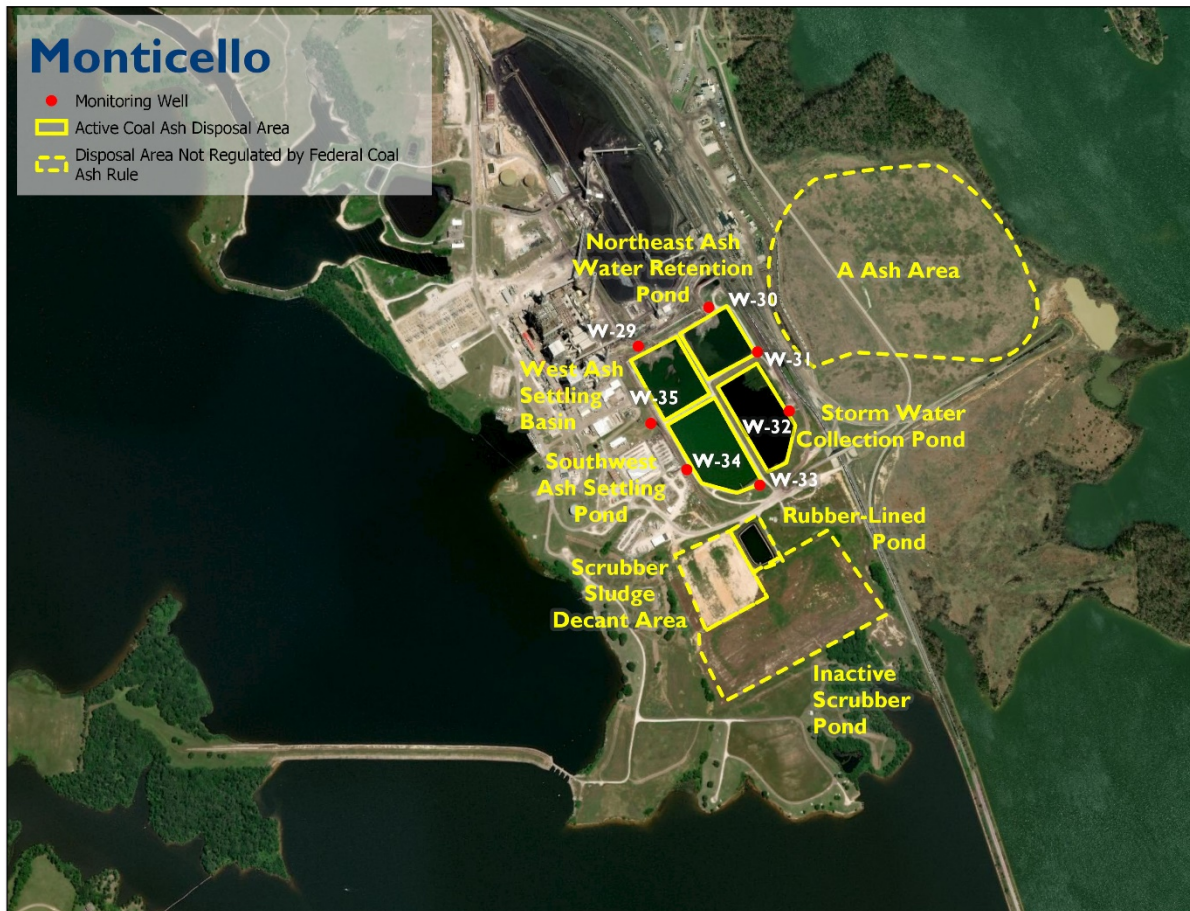 Monticello
Monitoring Well
Active Coal Ash Disposal Area
Disposal Area Not Regulated by Federal Coal
Ash Rule
Northeast Ash
Water Retention
Pond
A Ash Area
W-30
W-29
W-31
West Ash
Settling
Basin
W-35
W-32
Storm Water
Collection Pond
W-34
Southwest
Ash Settling
Pond
W-33
Rubber-Lined
Pond
Scrubber
Sludge
Decant Area
Inactive
Scrubber
Pond